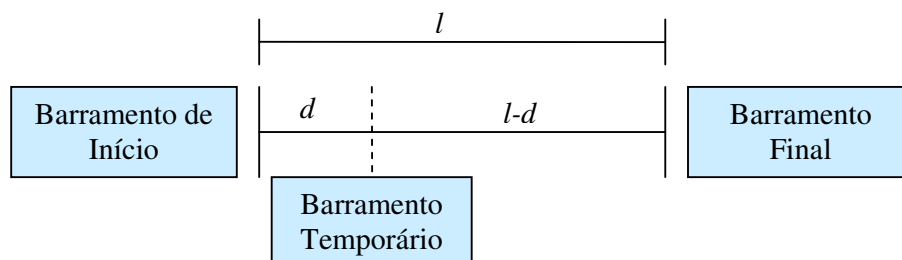 l
Barramento de
Início
d
l-d
Barramento
Final
Barramento
Temporário